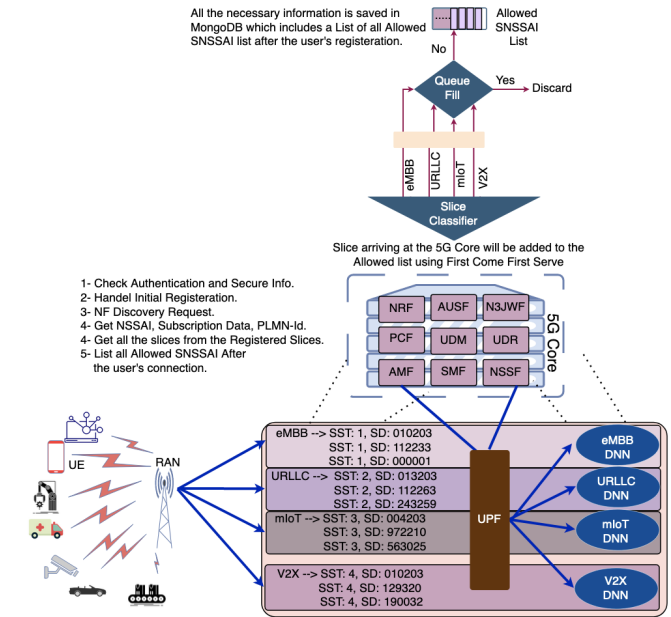 All the necessary information is saved in
MongoDB which includes a List of all Allowed
SNSSAI list after the user's registeration.
Allowed
SNSSAI
List
No
Queue
Fill
Yes
Discard
eMBB
URLLC
mIoT
V2X
Slice
Classifier
Slice arriving at the 5G Core will be added to the
Allowed list using First Come First Serve
1- Check Authentication and Secure Info.
2- Handel Initial Registeration.
3- NF Discovery Request.
4- Get NSSAI, Subscription Data, PLMN-Id.
4- Get all the slices from the Registered Slices.
5- List all Allowed SNSSAI After
the user's connection.
NRF
AUSF
N3JWF
PCF
UDM
UDR
AMF
SMF
NSSF
5G Core
UE
RAN
eMBB --> SST: 1, SD: 010203
SST: 1, SD: 112233
SST: 1, SD: 000001
URLLC --> SST: 2, SD: 013203
SST: 2, SD: 112263
SST: 2, SD: 243259
mIoT --> SST: 3, SD: 004203
SST: 3, SD: 972210
SST: 3, SD: 563025
V2X --> SST: 4, SD: 010203
SST: 4, SD: 129320
SST: 4, SD: 190032
UPF
eMBB
DNN
URLLC
DNN
mIoT
DNN
V2X
DNN